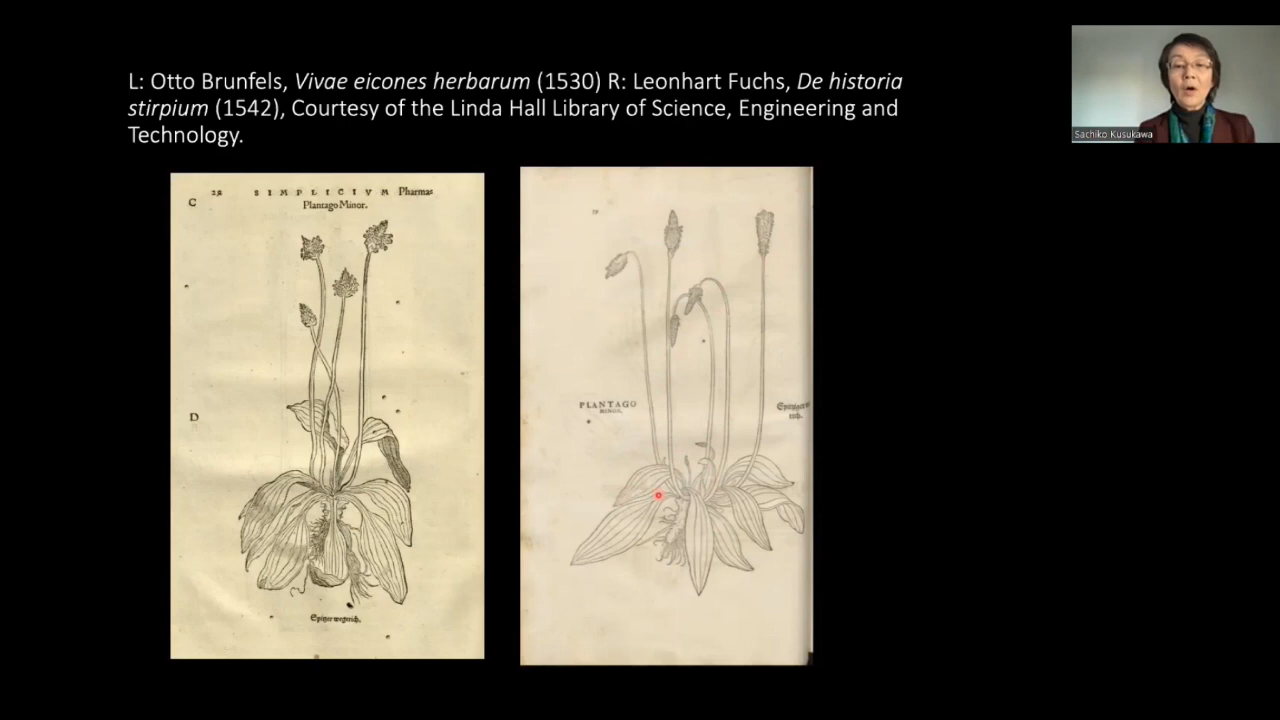 L: Otto Brunfels, Vivae eicones herbarum (1530) R: Leonhart Fuchs, De historia
stirpium (1542), Courtesy of the Linda Hall Library of Science, Engineering and
Technology.
Sachiko Kusukawa
SIMPLICIVM Pharmas
C
Plantago Minor.
D
PLANTAGO
MINOR.